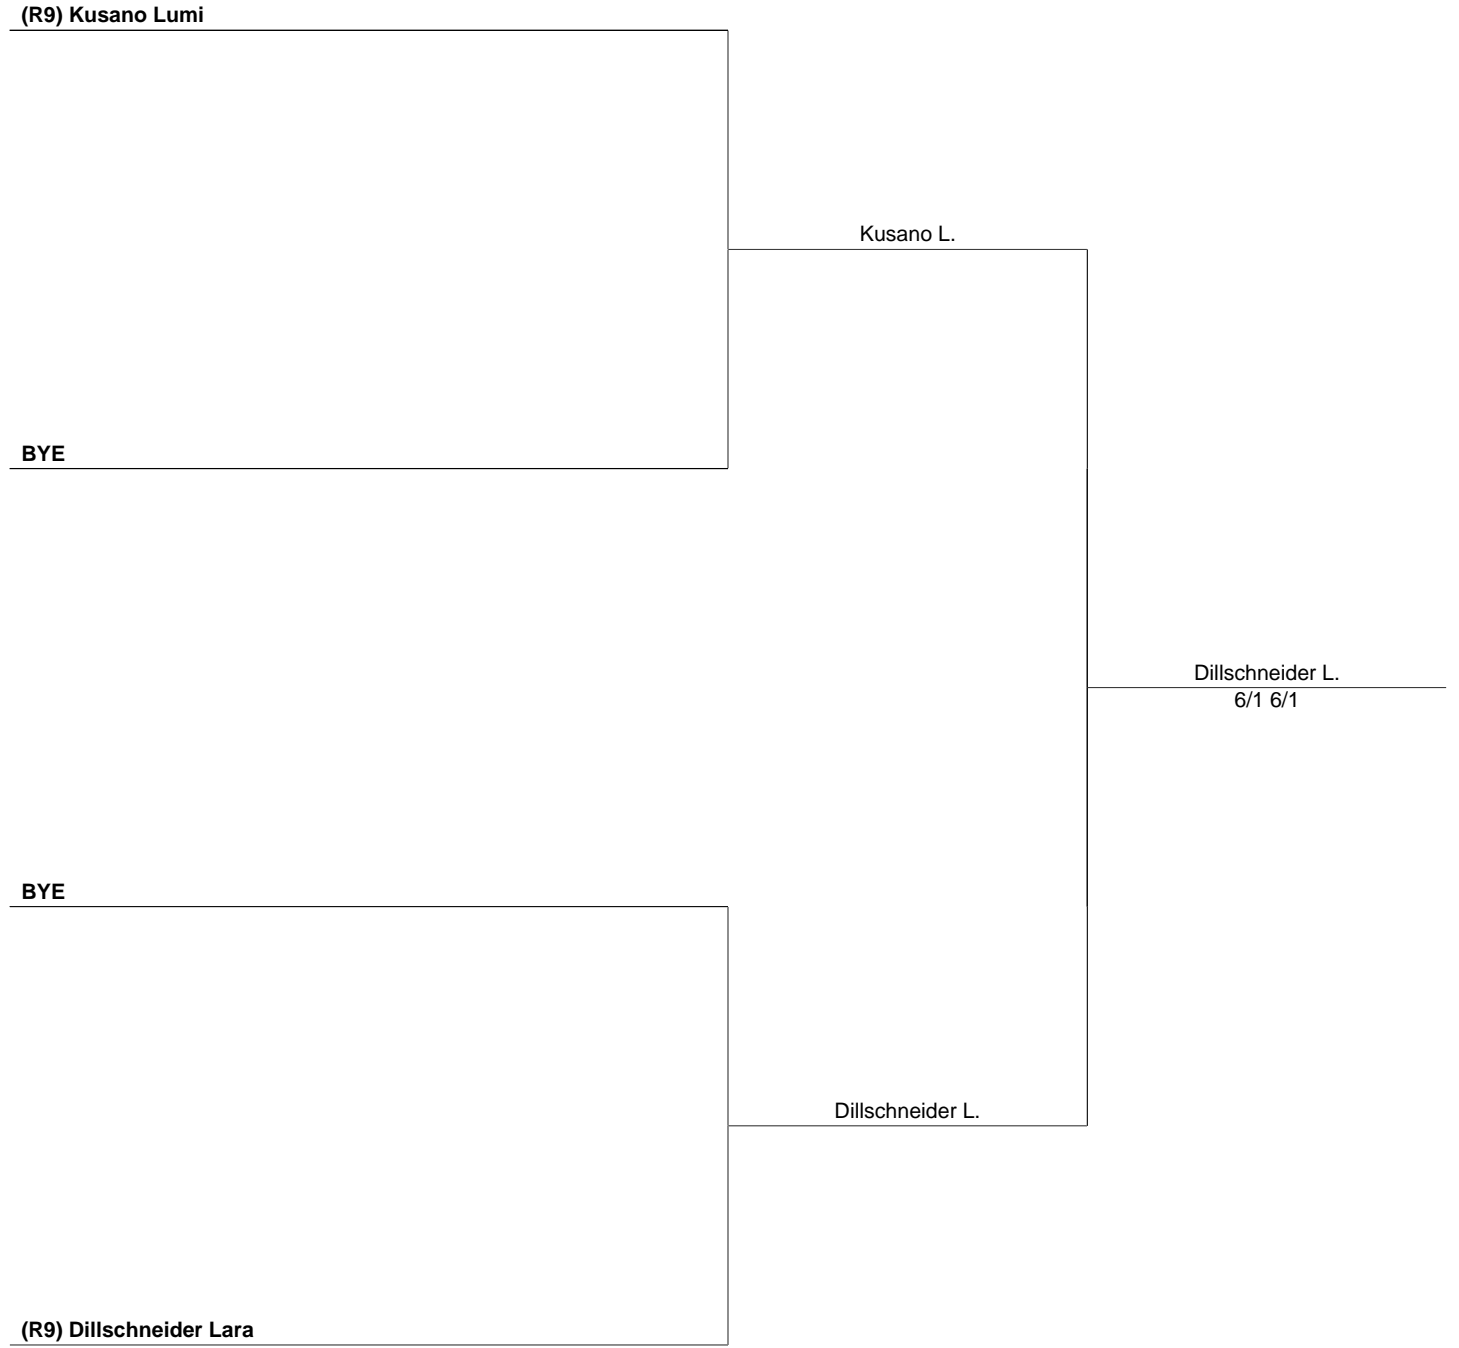 (R9) Kusano Lumi
Kusano L.
BYE
Dillschneider L.
6/1 6/1
BYE
Dillschneider L.
(R9) Dillschneider Lara